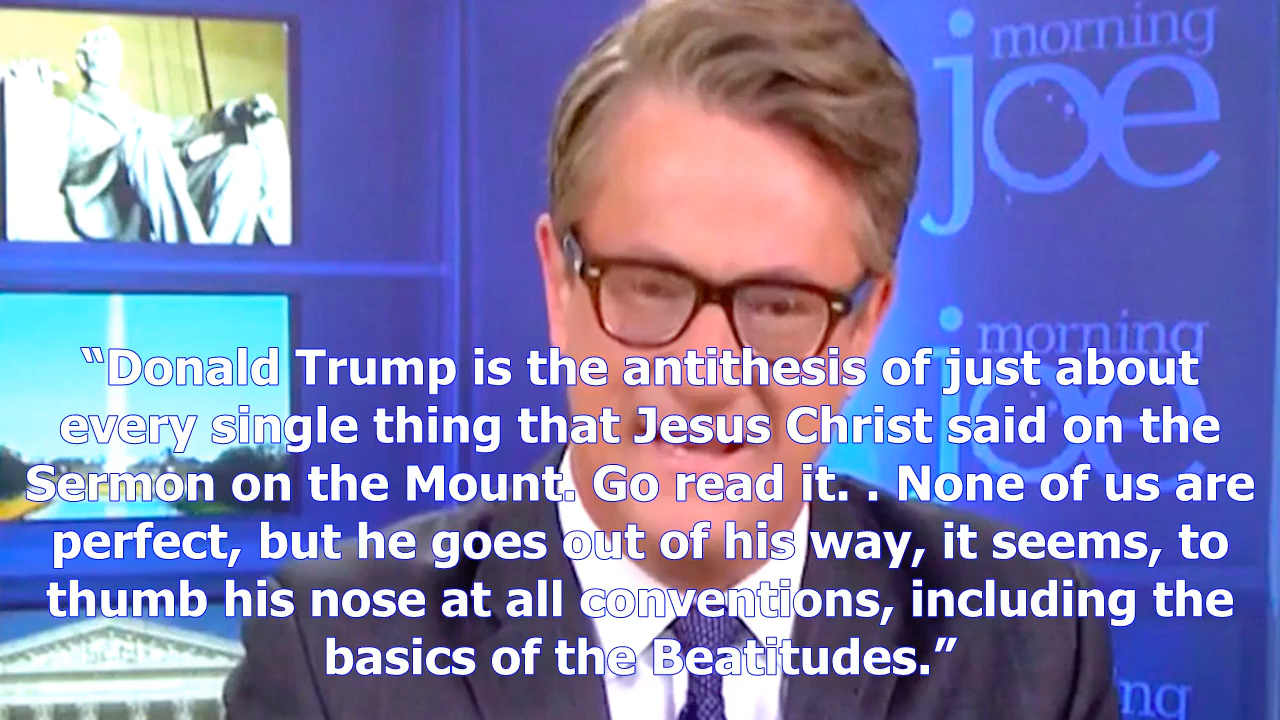 morning
joe
morning
joe
“Donald Trump is the antithesis of just about
every single thing that Jesus Christ said on the
Sermon on the Mount. Go read it. . None of us are
perfect, but he goes out of his way, it seems, to
thumb his nose at all conventions, including the
basics of the Beatitudes.”
ng